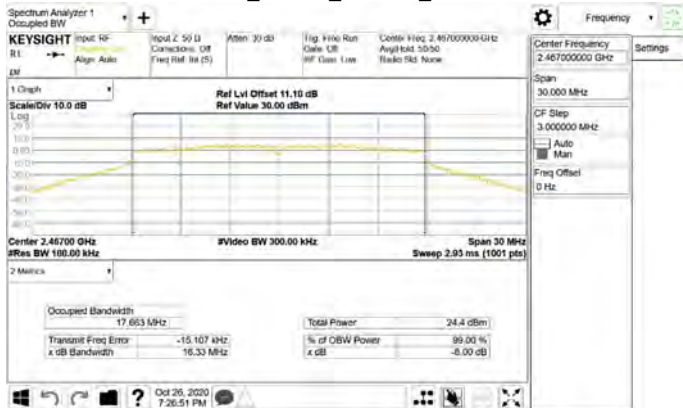 Spectrum Analyzer 1
Occupied BW
Frequency
Settings
KEYSIGHT
Input: RF
Align: Auto
Input Z: 50 Ω
Corrections: Off
Freq Ref: Int (S)
Atten: 30 dB
Trig: Free Run
Gate: Off
#IF Gain: Low
Center Freq: 2.467000000 GHz
Avg|Hold: 50/50
Radio Std: None
Center Frequency
2.467000000 GHz
Span
30.000 MHz
CF Step
3.000000 MHz
Auto
Man
Freq Offset
0 Hz
1 Graph
Scale/Div 10.0 dB
Ref Lvl Offset 11.10 dB
Ref Value 30.00 dBm
Log
Center 2.46700 GHz
#Res BW 100.00 kHz
#Video BW 300.00 kHz
Span 30 MHz
Sweep 2.93 ms (1001 pts)
2 Metrics
Occupied Bandwidth
17.663 MHz
Total Power
24.4 dBm
Transmit Freq Error
-15.107 kHz
% of OBW Power
99.00 %
x dB Bandwidth
16.33 MHz
x dB
-6.00 dB
Oct 26, 2020
7:26:51 PM